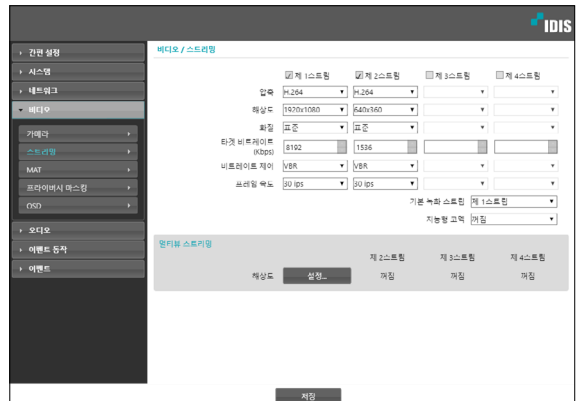 IDIS
간편 설정
시스템
네트워크
비디오
카메라
스트리밍
MAT
프라이버시 마스킹
OSD
오디오
이벤트 동작
이벤트
비디오 / 스트리밍
제 1스트림 제 2스트림 제 3스트림 제 4스트림
압축 H.264 H.264
해상도 1920x1080 640x360
화질 표준 표준
타겟 비트레이트
(Kbps) 8192 1536
비트레이트 제어 VBR VBR
프레임 속도 30 ips 30 ips
기본 녹화 스트림 제 1스트림
지능형 코덱 꺼짐
멀티뷰 스트리밍
제 2스트림 제 3스트림 제 4스트림
해상도 설정... 꺼짐 꺼짐 꺼짐
저장